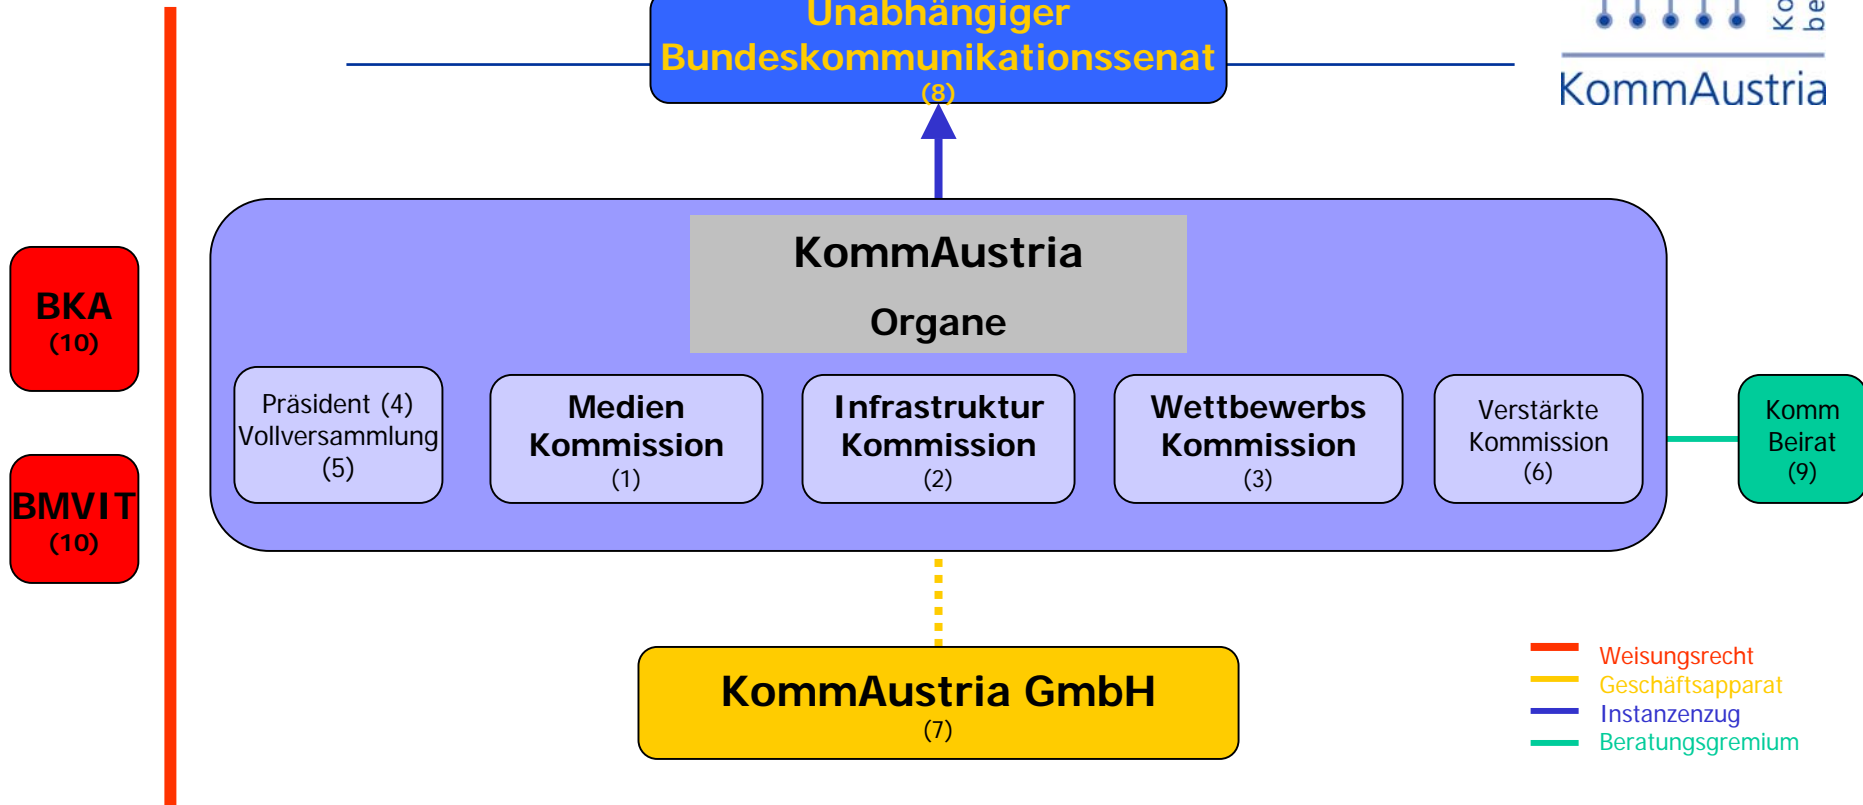 Unabhängiger
Bundeskommunikationssenat
(8)
KommAustria
KommAustria
Organe
BKA
(10)
BMVIT
(10)
Präsident (4)
Vollversammlung
(5)
Medien
Kommission
(1)
Infrastruktur
Kommission
(2)
Wettbewerbs
Kommission
(3)
Verstärkte
Kommission
(6)
Komm
Beirat
(9)
KommAustria GmbH
(7)
Weisungsrecht
Geschäftsapparat
Instanzenzug
Beratungsgremium